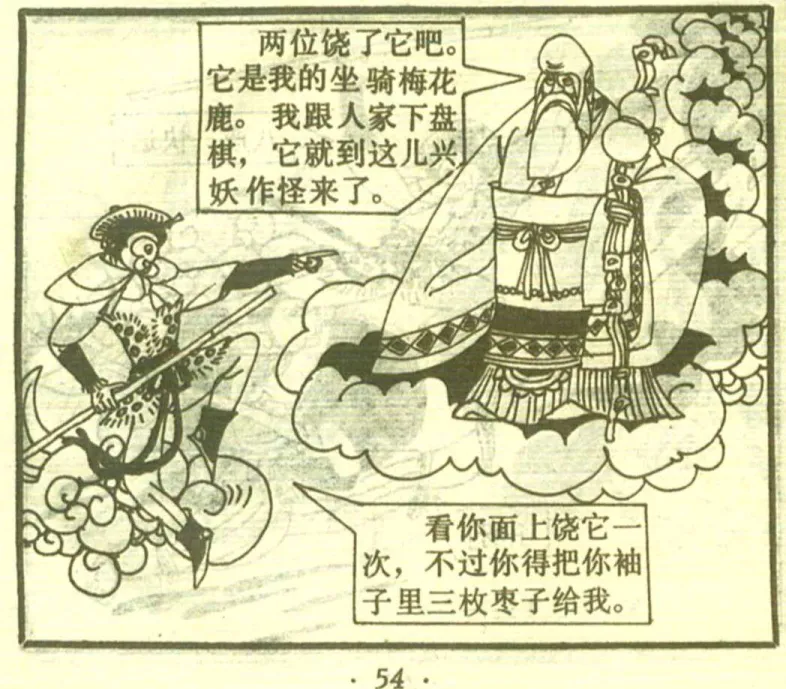 两位饶了它吧。
它是我的坐骑梅花
鹿。我跟人家下盘
棋，它就到这儿兴
妖作怪来了。
看你面上饶它一
次，不过你得把你袖
子里三枚枣子给我。
· 54 ·